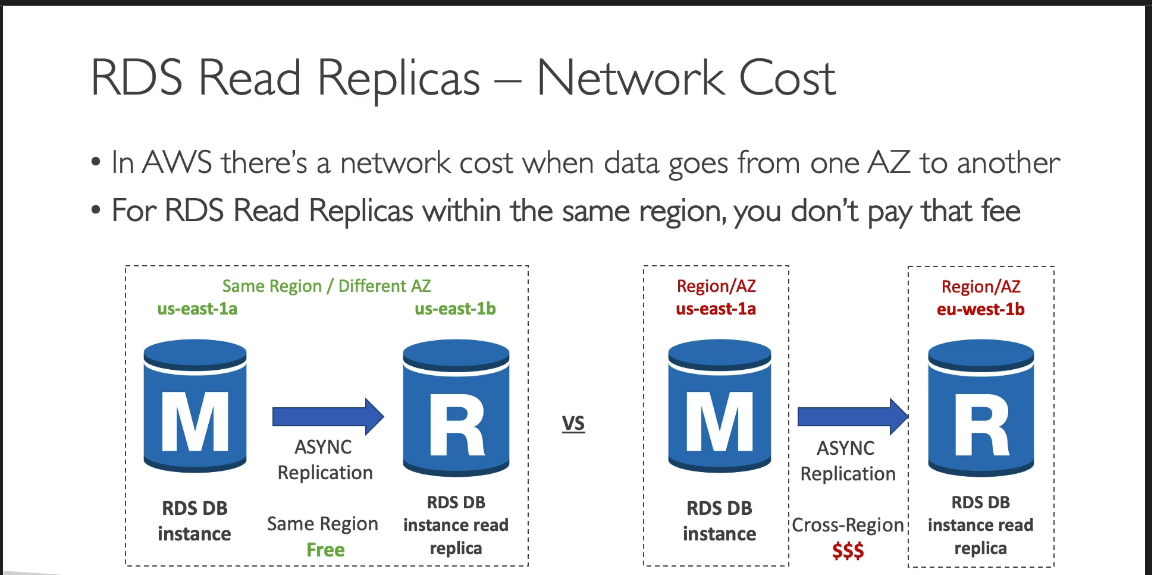 RDS Read Replicas – Network Cost
• In AWS there's a network cost when data goes from one AZ to another
• For RDS Read Replicas within the same region, you don't pay that fee
Same Region / Different AZ
us-east-1a
us-east-1b
M
R
ASYNC
Replication
RDS DB
instance
Same Region
Free
RDS DB
instance read
replica
vs
Region/AZ
us-east-1a
M
RDS DB
instance
ASYNC
Replication
Cross-Region
$$$
Region/AZ
eu-west-1b
R
RDS DB
instance read
replica